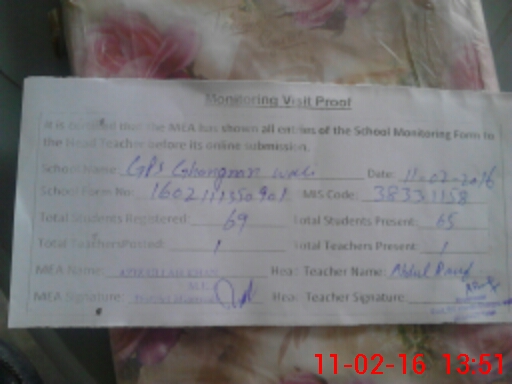 Monitoring Visit Proof
It is certified that the MEA has shown all entries of the School Monitoring Form to
the Head Teacher before its online submission.
School Name: GPS Ghangnor wali Date: 11-02-2016
School Form No: 1602111350901 MIS Code: 38331158
Total Students Registered: 69 Total Students Present: 65
Total Teachers Posted: 1 Total Teachers Present: 1
MEA Name: Head Teacher Name: Abdul Rauf
MEA Signature: Head Teacher Signature:
11-02-16 13:51